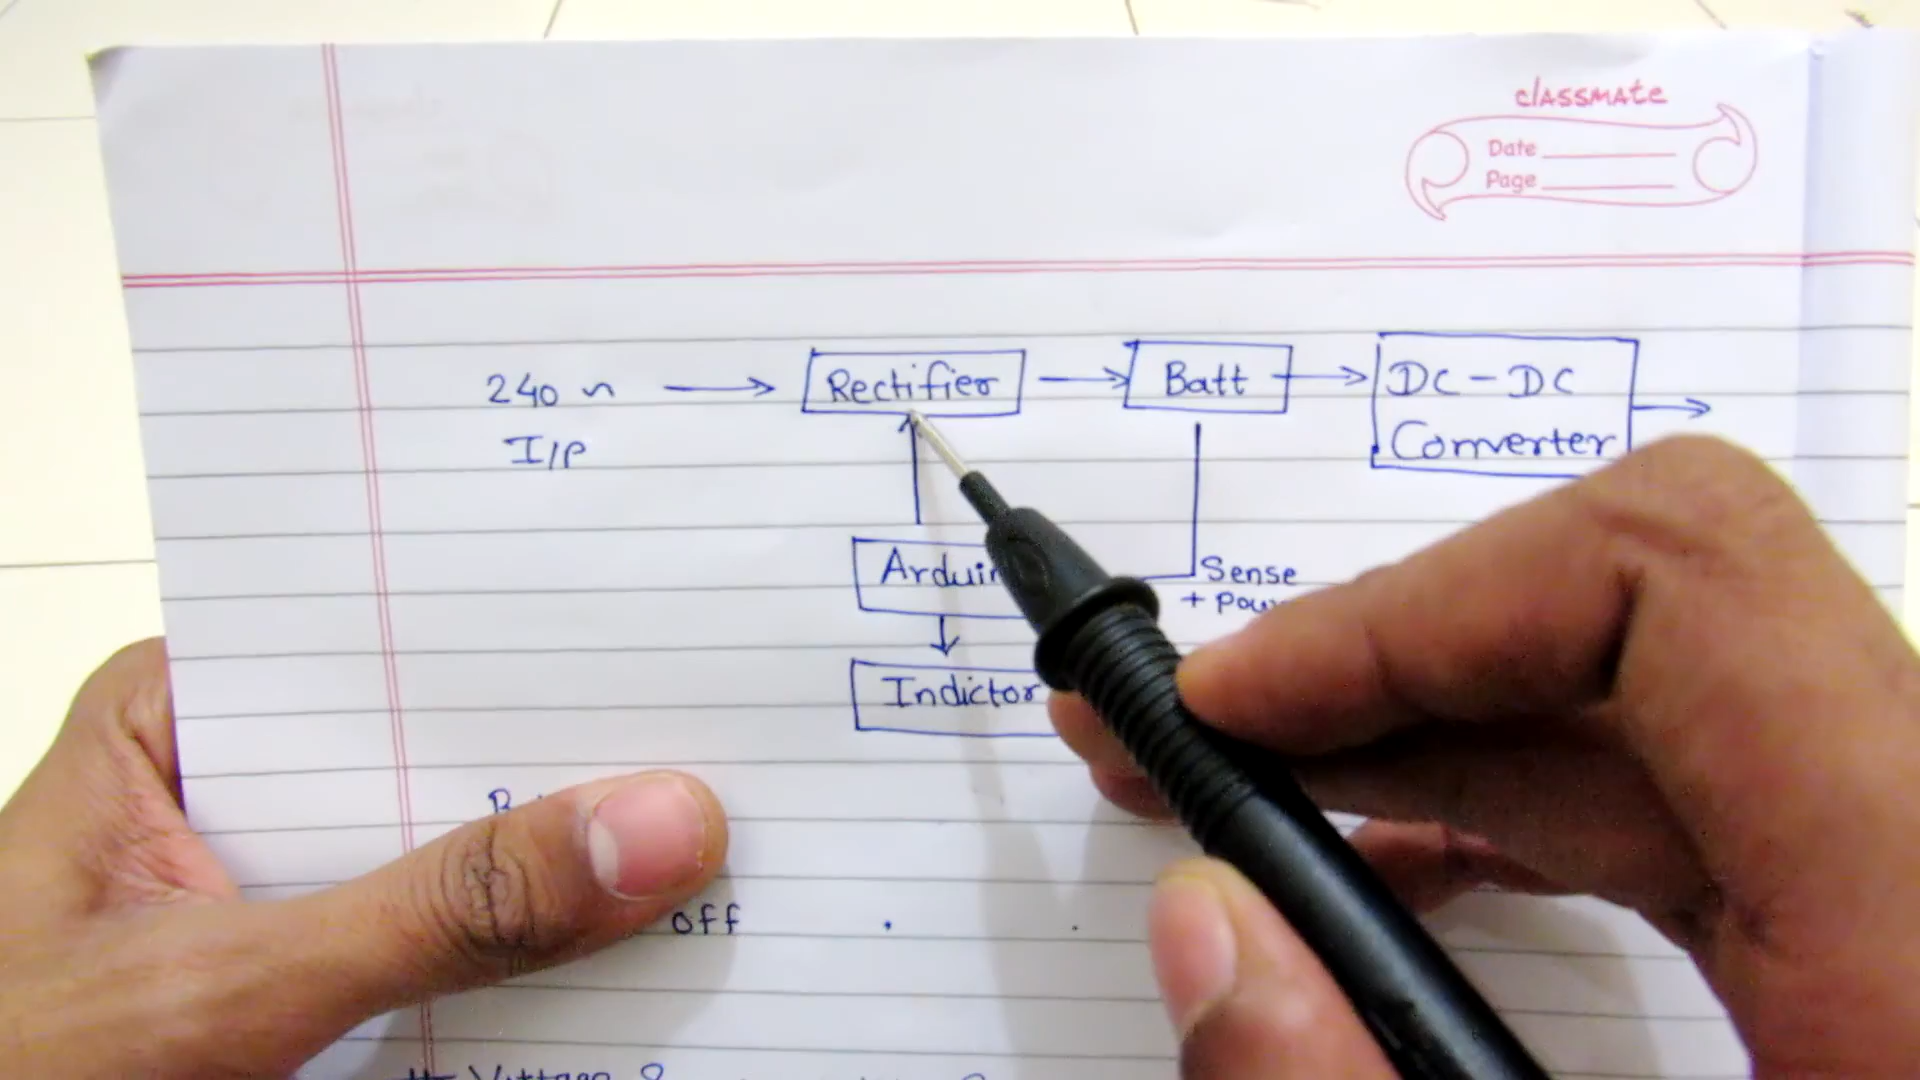 classmate
Date
Page
240 ~ → Rectifier → Batt → DC - DC Converter →
I/P
Sense
+
Indictor
off